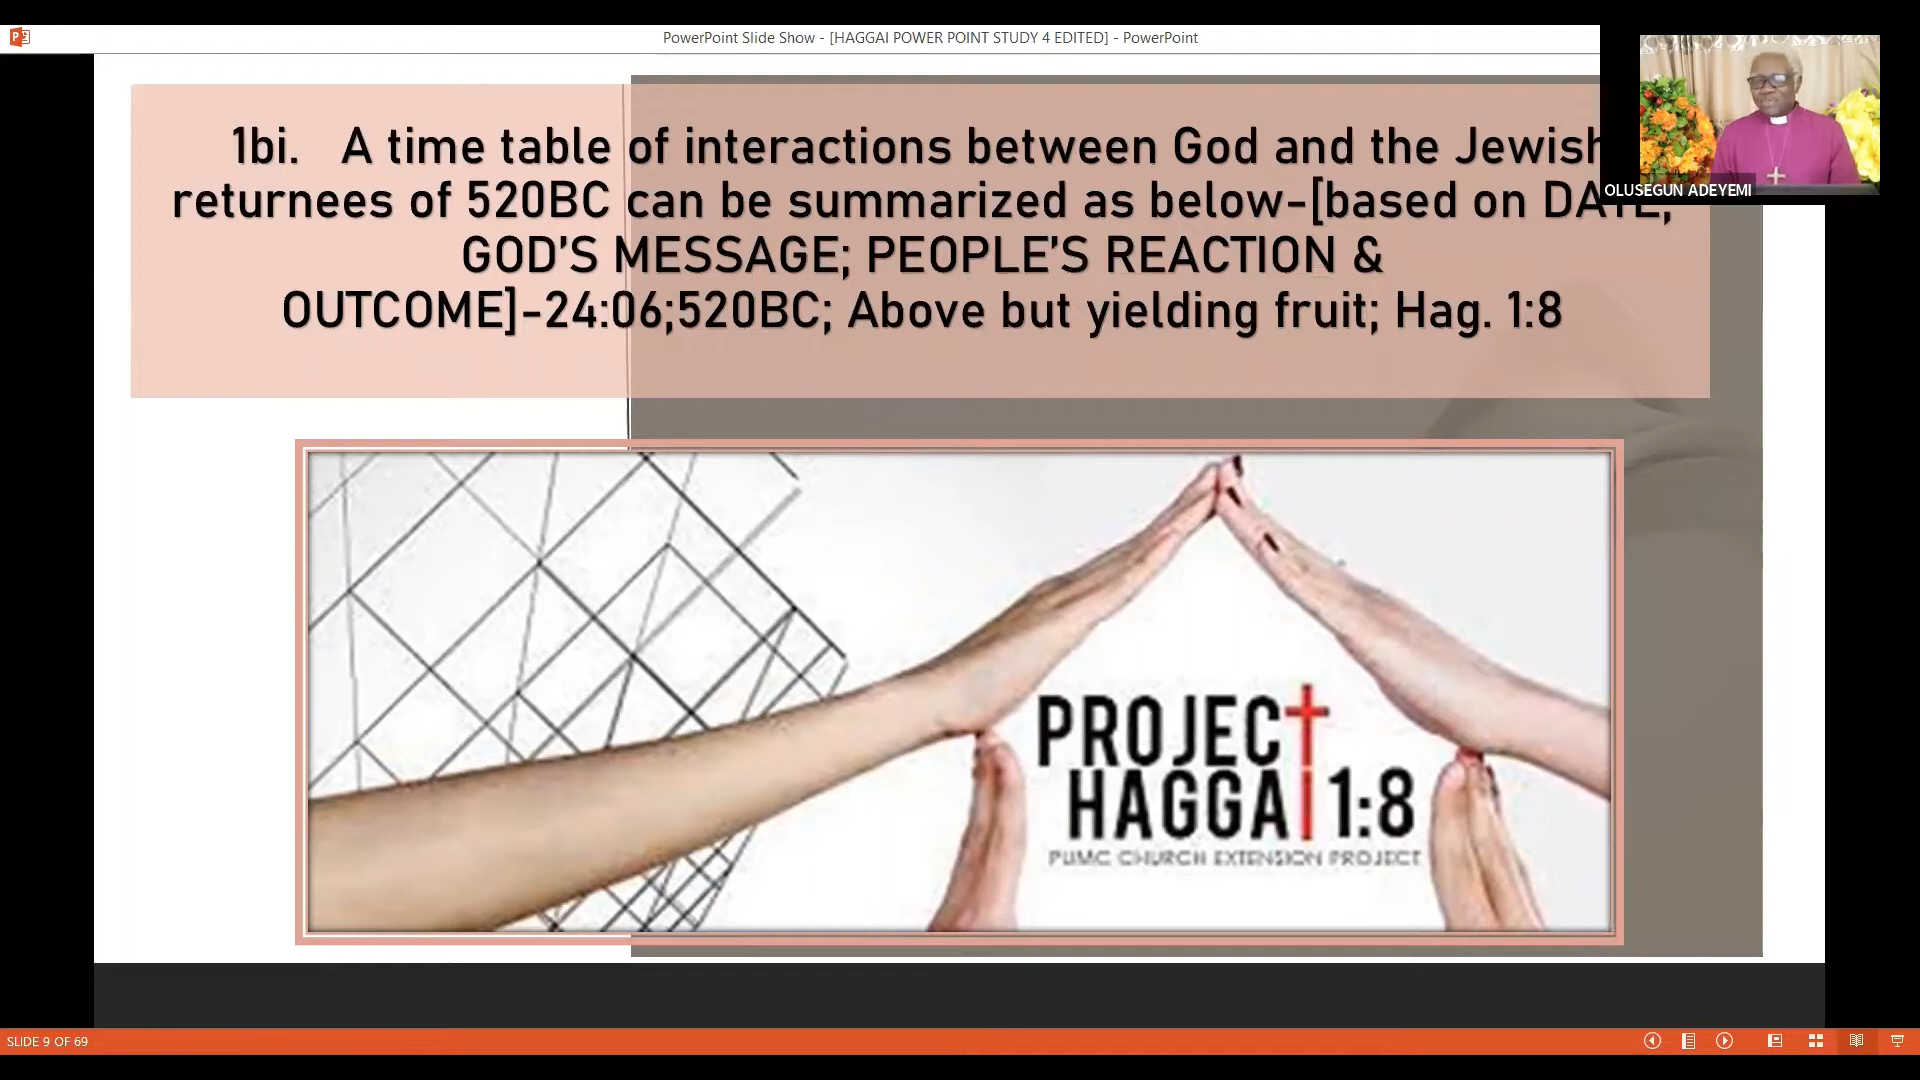 PowerPoint Slide Show - [HAGGAI POWER POINT STUDY 4 EDITED] - PowerPoint
1bi. A time table of interactions between God and the Jewish
returnees of 520BC can be summarized as below-[based on DATE;
GOD'S MESSAGE; PEOPLE'S REACTION &
OUTCOME]-24:06;520BC; Above but yielding fruit; Hag. 1:8
OLUSEGUN ADEYEMI
PROJECT
HAGGAI 1:8
PUMC CHURCH EXTENSION PROJECT
SLIDE 9 OF 69